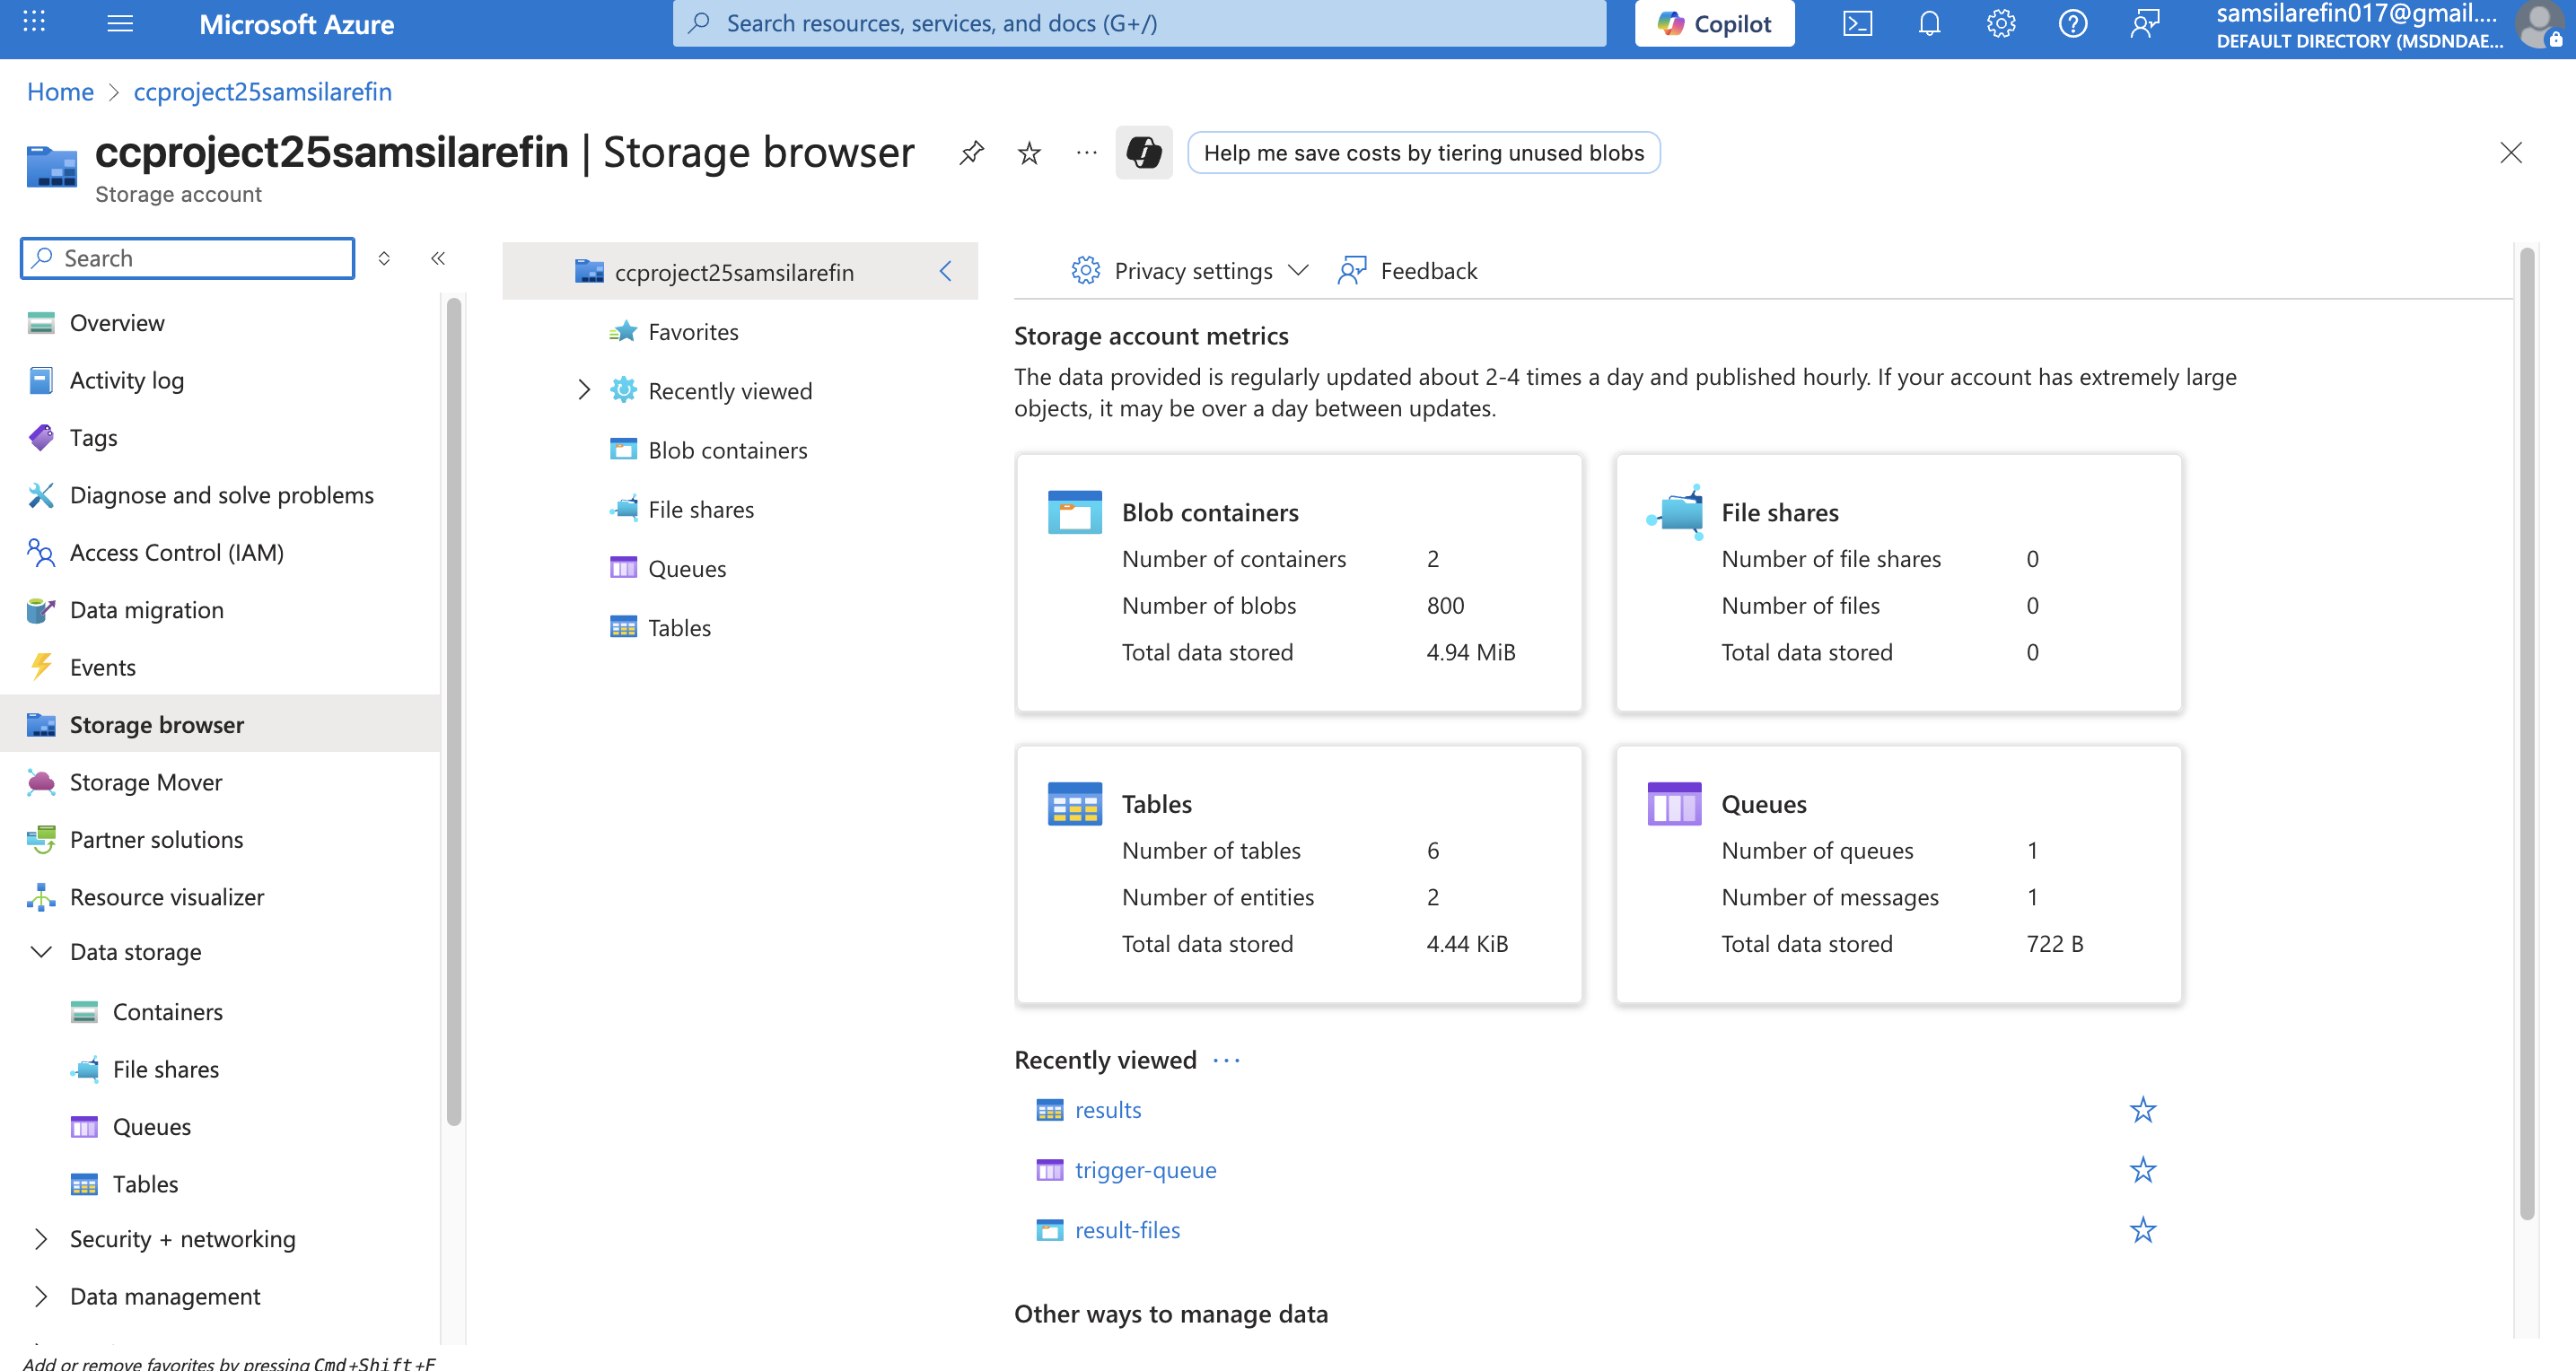 Microsoft Azure
Search resources, services, and docs (G+/)
Copilot
samsilarefin017@gmail....
DEFAULT DIRECTORY (MSDNDAE...
Home > ccproject25samsilarefin
ccproject25samsilarefin | Storage browser
Help me save costs by tiering unused blobs
Storage account
Search
Overview
Activity log
Tags
Diagnose and solve problems
Access Control (IAM)
Data migration
Events
Storage browser
Storage Mover
Partner solutions
Resource visualizer
Data storage
Containers
File shares
Queues
Tables
Security + networking
Data management
Add or remove favorites by pressing Cmd+Shift+F
ccproject25samsilarefin
Favorites
Recently viewed
Blob containers
File shares
Queues
Tables
Privacy settings
Feedback
Storage account metrics
The data provided is regularly updated about 2-4 times a day and published hourly. If your account has extremely large
objects, it may be over a day between updates.
Blob containers
Number of containers 2
Number of blobs 800
Total data stored 4.94 MiB
File shares
Number of file shares 0
Number of files 0
Total data stored 0
Tables
Number of tables 6
Number of entities 2
Total data stored 4.44 KiB
Queues
Number of queues 1
Number of messages 1
Total data stored 722 B
Recently viewed ...
results
trigger-queue
result-files
Other ways to manage data